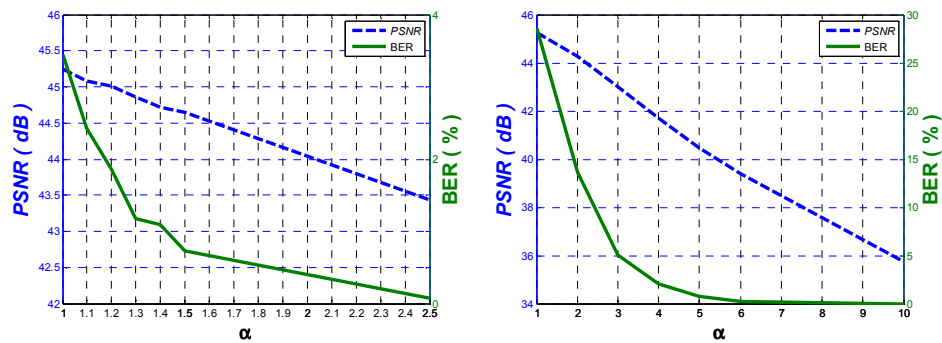 46
45.5
45
44.5
44
43.5
43
42.5
42
PSNR ( dB )
4
2
0
BER ( % )
PSNR
BER
1 1.1 1.2 1.3 1.4 1.5 1.6 1.7 1.8 1.9 2 2.1 2.2 2.3 2.4 2.5
α
46
44
42
40
38
36
34
PSNR ( dB )
30
25
20
15
10
5
0
BER ( % )
PSNR
BER
1 2 3 4 5 6 7 8 9 10
α